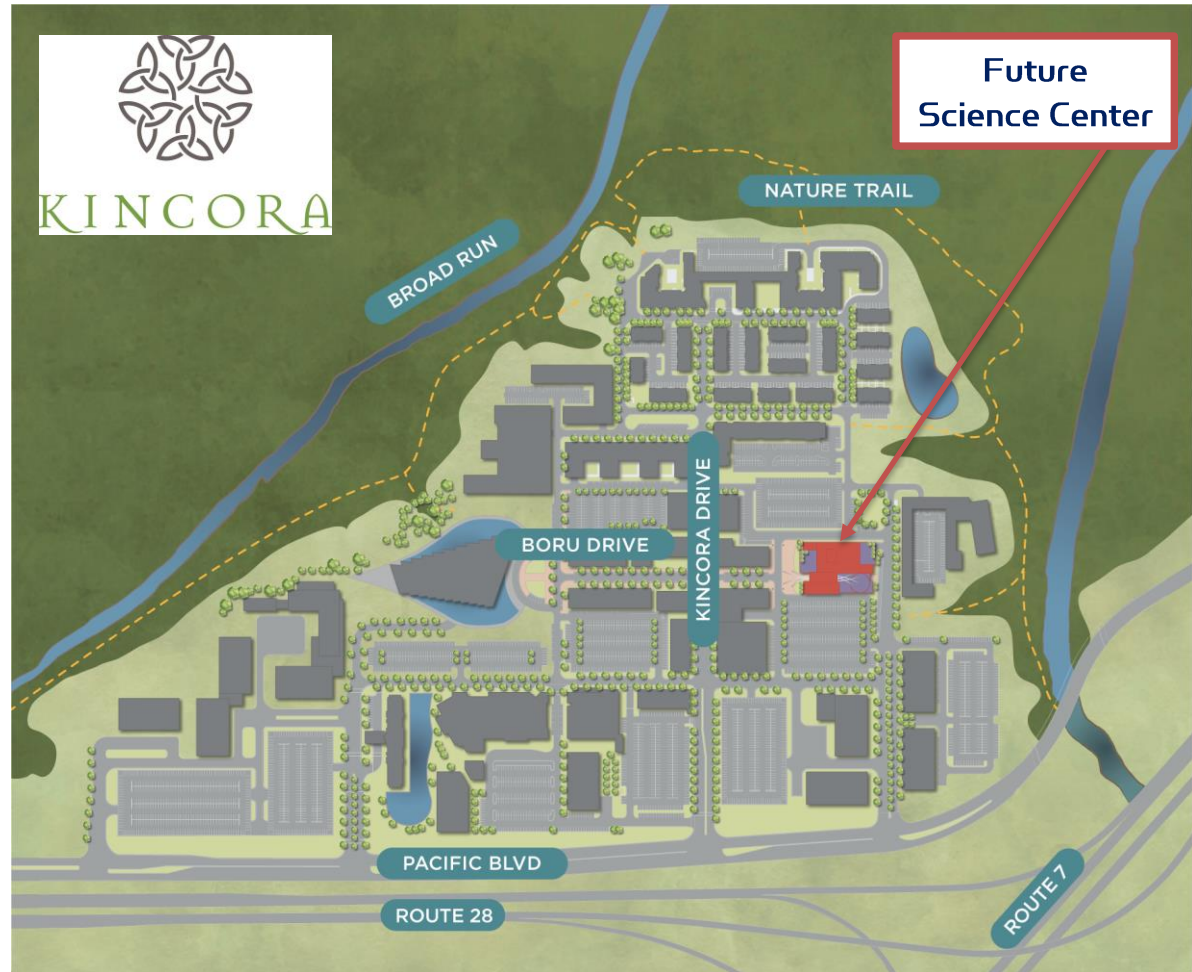 KINCORA
Future
Science Center
NATURE TRAIL
BROAD RUN
KINCORA DRIVE
BORU DRIVE
PACIFIC BLVD
ROUTE 28
ROUTE 7